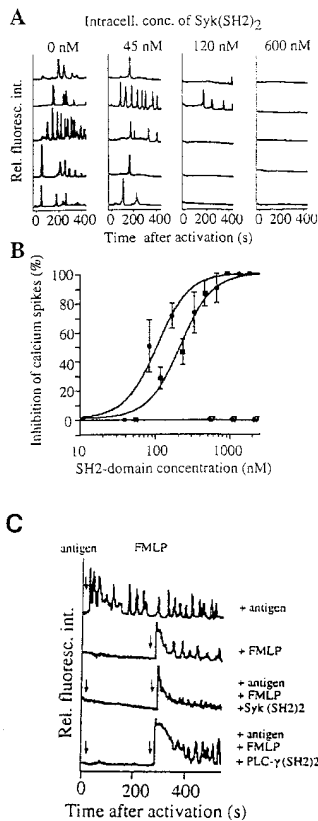 A
Intracell. conc. of Syk(SH2)2
0 nM 45 nM 120 nM 600 nM
Rel. fluoresc. int.
0 200 400 0 200 400 0 200 400 0 200 400
Time after activation (s)
B
Inhibition of calcium spikes (%)
100
80
60
40
20
0
10 100 1000
SH2-domain concentration (nM)
C
antigen FMLP
Rel. fluoresc. int.
+ antigen
+ FMLP
+ antigen
+ FMLP
+Syk (SH2)2
+ antigen
+ FMLP
+ PLC-γ(SH2)2
0 200 400
Time after activation (s)